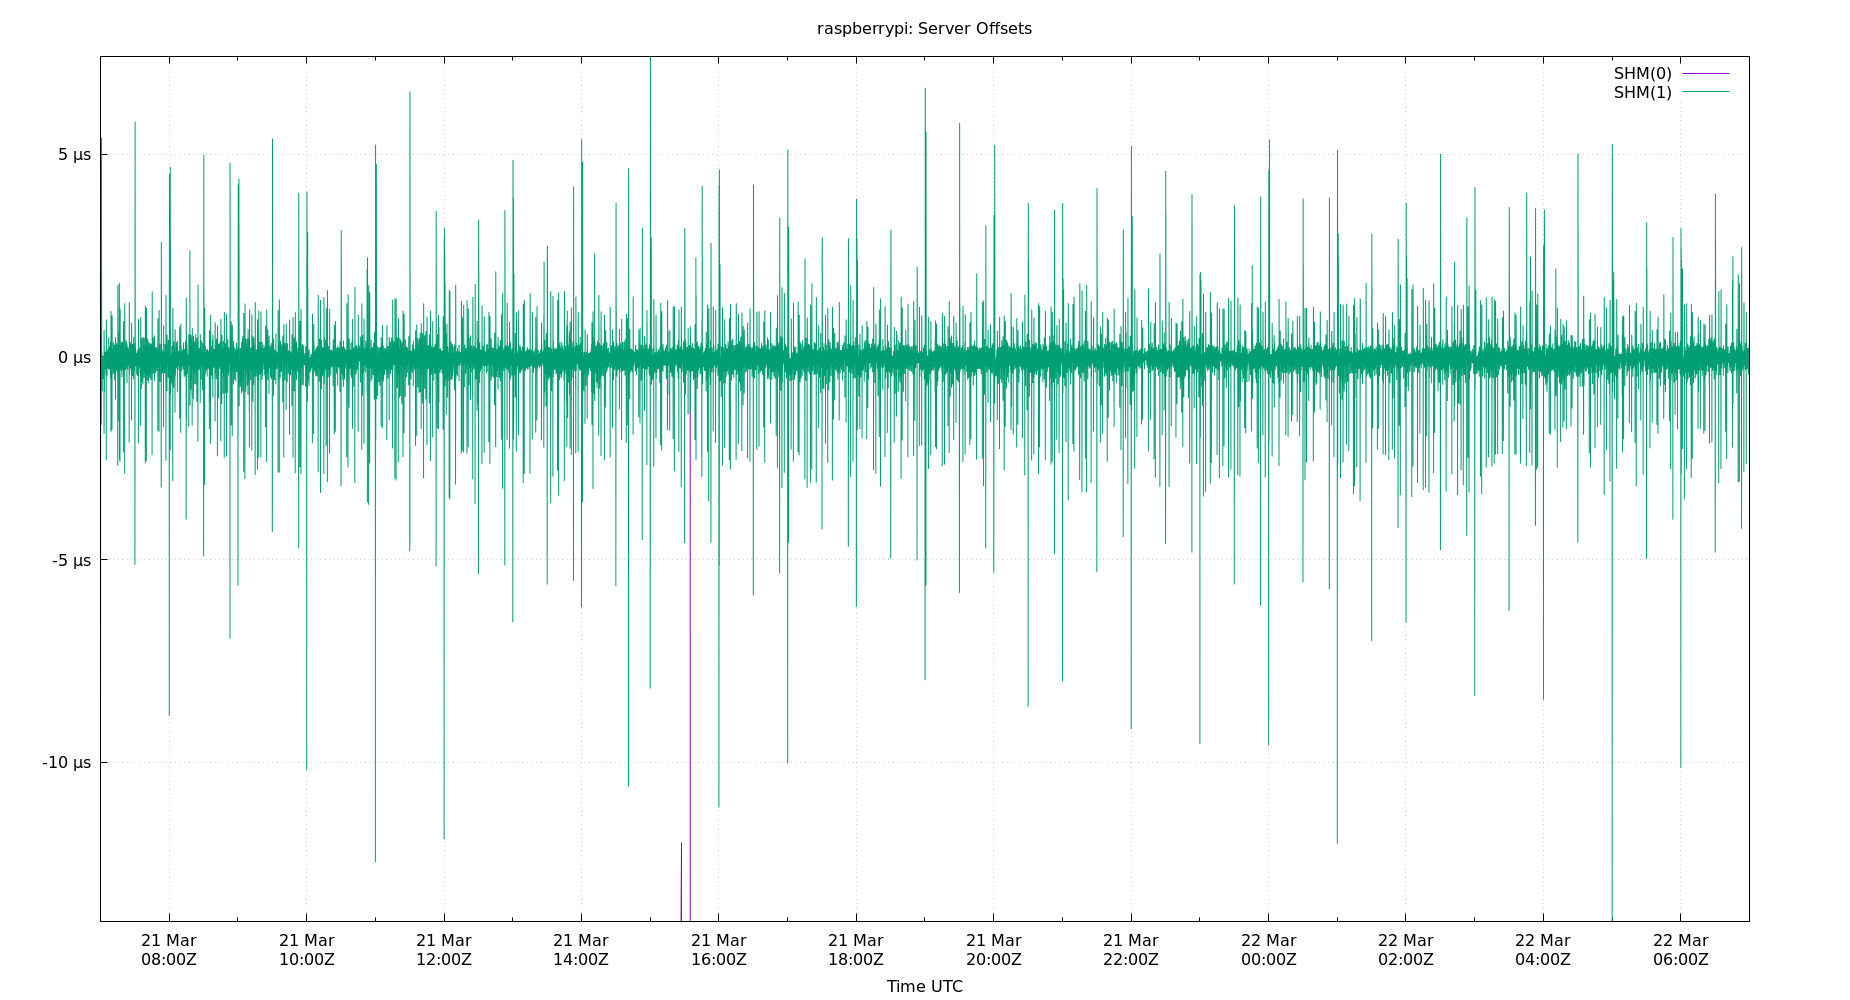 raspberrypi: Server Offsets
SHM(0)
SHM(1)
5 µs
0 µs
-5 µs
-10 µs
21 Mar 21 Mar 21 Mar 21 Mar 21 Mar 21 Mar 21 Mar 21 Mar 22 Mar 22 Mar 22 Mar 22 Mar
08:00Z 10:00Z 12:00Z 14:00Z 16:00Z 18:00Z 20:00Z 22:00Z 00:00Z 02:00Z 04:00Z 06:00Z
Time UTC